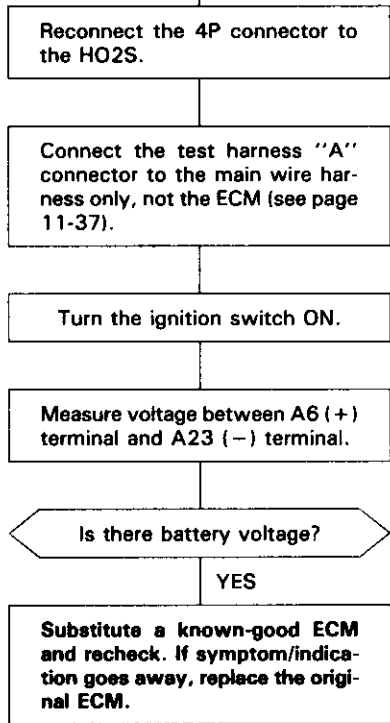 Reconnect the 4P connector to
the HO2S.
Connect the test harness "A"
connector to the main wire har-
ness only, not the ECM (see page
11-37).
Turn the ignition switch ON.
Measure voltage between A6 (+)
terminal and A23 (−) terminal.
Is there battery voltage?
YES
Substitute a known-good ECM
and recheck. If symptom/indica-
tion goes away, replace the origi-
nal ECM.